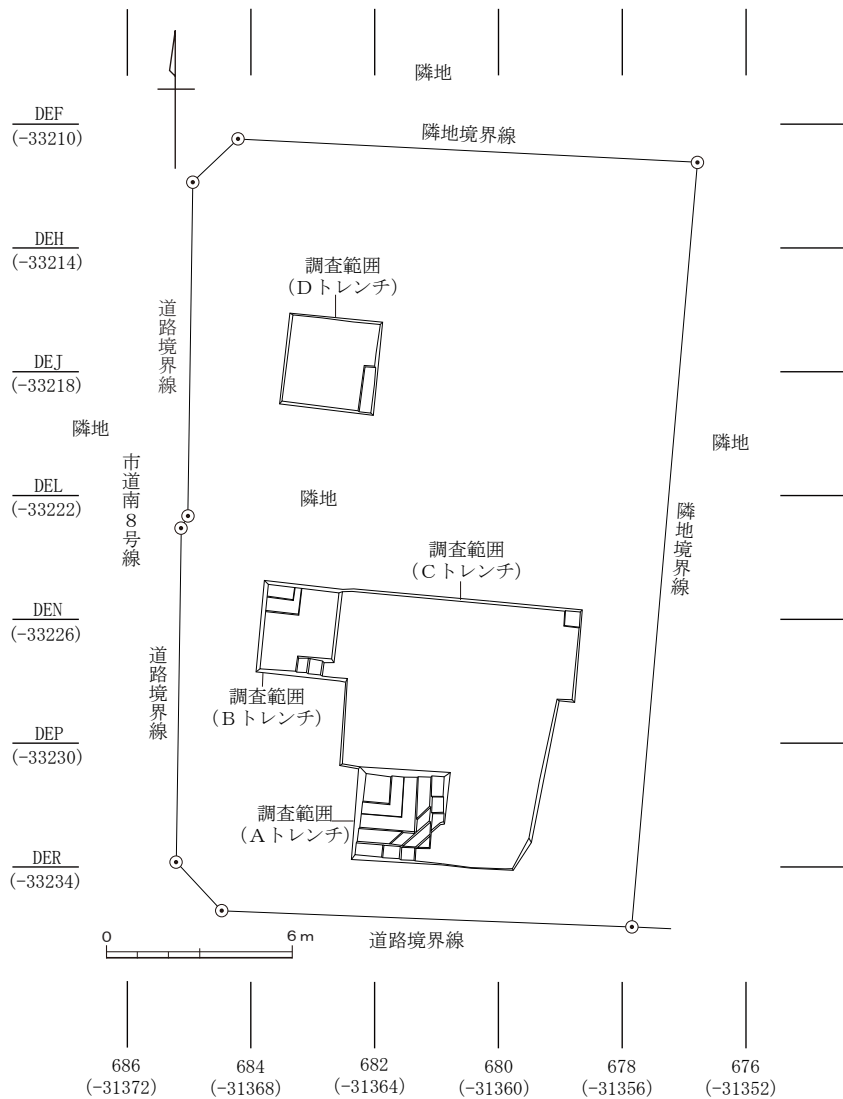 隣地
DEF
(-33210)
隣地境界線
DEH
(-33214)
調査範囲
(Dトレンチ)
道路境界線
DEJ
(-33218)
隣地
隣地
市道南8号線
DEL
(-33222)
隣地
隣地境界線
調査範囲
(Cトレンチ)
DEN
(-33226)
道路境界線
調査範囲
(Bトレンチ)
DEP
(-33230)
調査範囲
(Aトレンチ)
DER
(-33234)
0 6m
道路境界線
686 684 682 680 678 676
(-31372) (-31368) (-31364) (-31360) (-31356) (-31352)